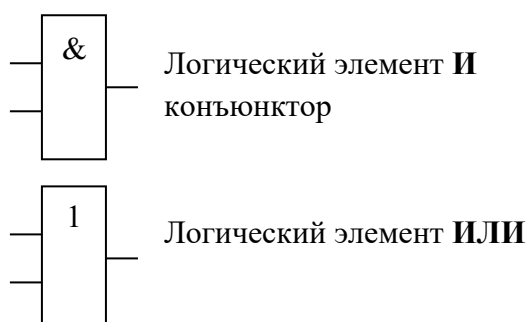 &
Логический элемент И
конъюнктор
1
Логический элемент ИЛИ